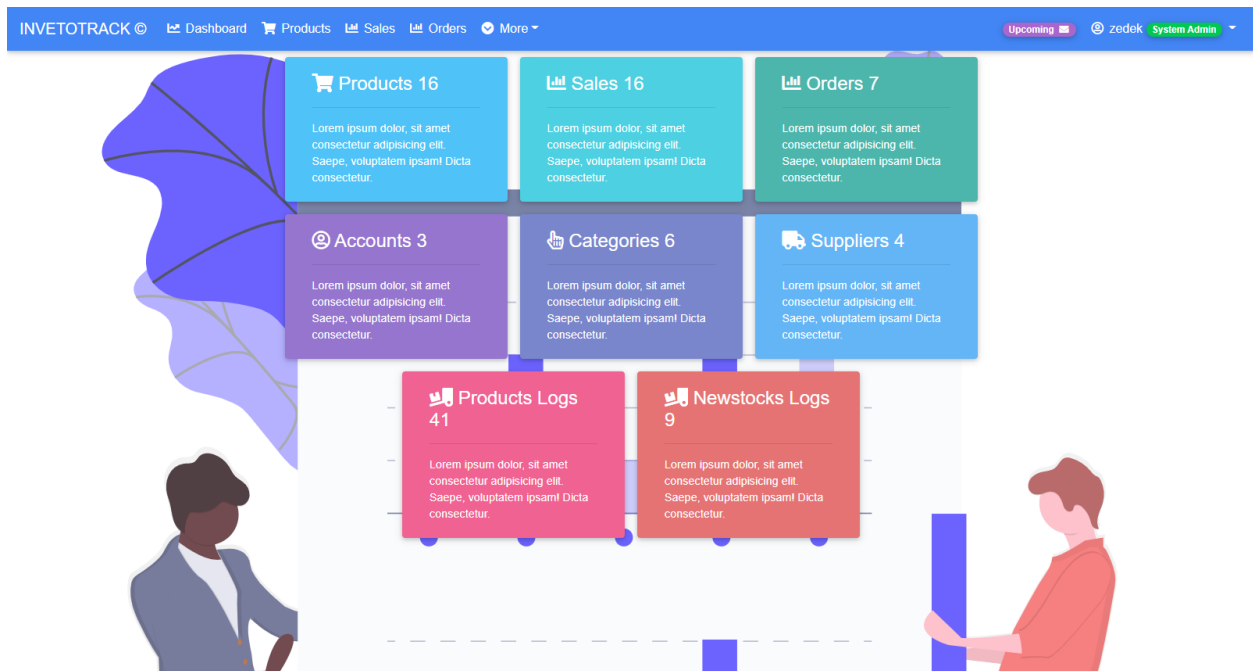 INVETOTRACK © Dashboard Products Sales Orders More Upcoming zedek System Admin
Products 16
Lorem ipsum dolor, sit amet
consectetur adipisicing elit.
Saepe, voluptatem ipsam! Dicta
consectetur.
Sales 16
Lorem ipsum dolor, sit amet
consectetur adipisicing elit.
Saepe, voluptatem ipsam! Dicta
consectetur.
Orders 7
Lorem ipsum dolor, sit amet
consectetur adipisicing elit.
Saepe, voluptatem ipsam! Dicta
consectetur.
Accounts 3
Lorem ipsum dolor, sit amet
consectetur adipisicing elit.
Saepe, voluptatem ipsam! Dicta
consectetur.
Categories 6
Lorem ipsum dolor, sit amet
consectetur adipisicing elit.
Saepe, voluptatem ipsam! Dicta
consectetur.
Suppliers 4
Lorem ipsum dolor, sit amet
consectetur adipisicing elit.
Saepe, voluptatem ipsam! Dicta
consectetur.
Products Logs
41
Lorem ipsum dolor, sit amet
consectetur adipisicing elit.
Saepe, voluptatem ipsam! Dicta
consectetur.
Newstocks Logs
9
Lorem ipsum dolor, sit amet
consectetur adipisicing elit.
Saepe, voluptatem ipsam! Dicta
consectetur.